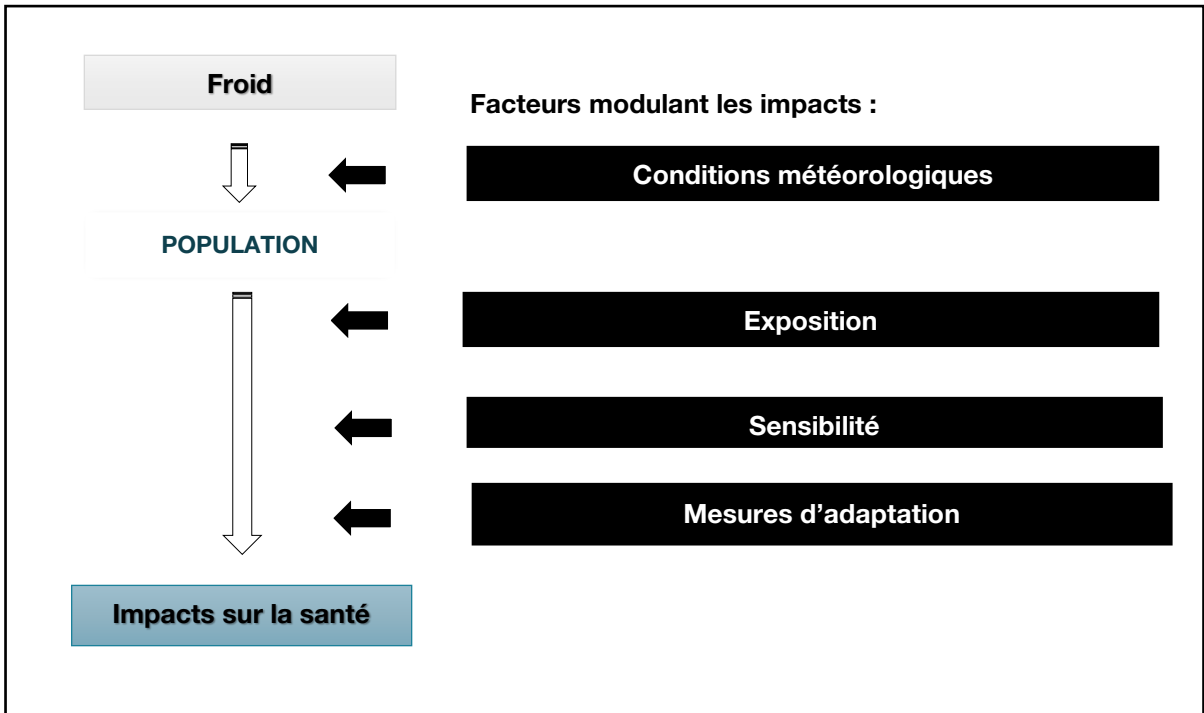 Froid
Facteurs modulant les impacts :
Conditions météorologiques
POPULATION
Exposition
Sensibilité
Mesures d’adaptation
Impacts sur la santé